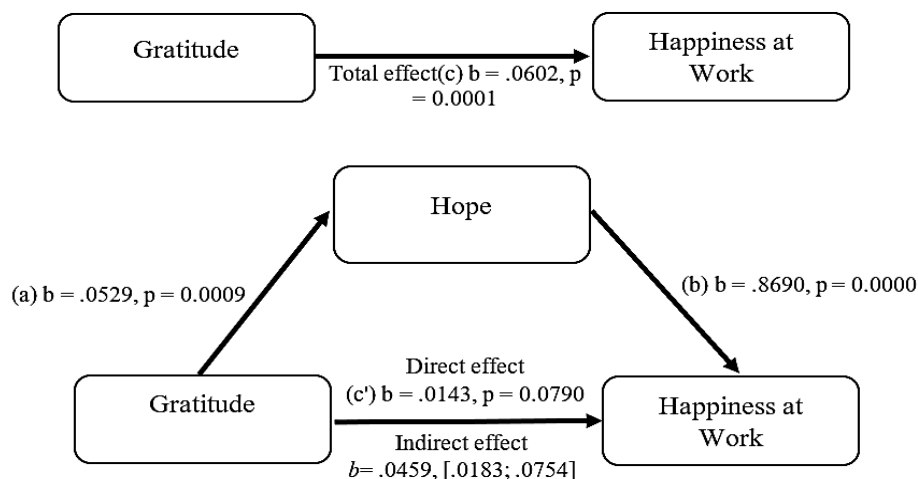 Gratitude
Happiness at
Work
Total effect(c) b = .0602, p
= 0.0001
Hope
(a) b = .0529, p = 0.0009
(b) b = .8690, p = 0.0000
Direct effect
(c') b = .0143, p = 0.0790
Gratitude
Happiness at
Work
Indirect effect
b= .0459, [.0183; .0754]